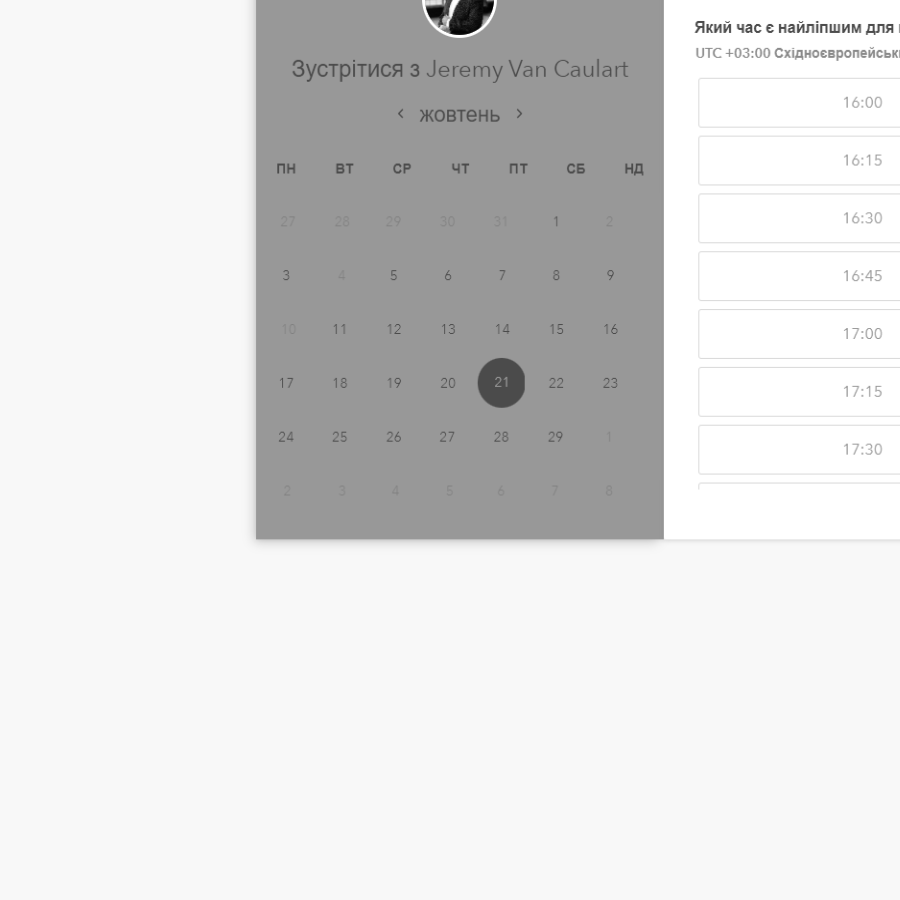 Зустрітися з Jeremy Van Caulart
жовтень
ПН ВТ СР ЧТ ПТ СБ НД
27 28 29 30 31 1 2
3 4 5 6 7 8 9
10 11 12 13 14 15 16
17 18 19 20 21 22 23
24 25 26 27 28 29 1
2 3 4 5 6 7 8
Який час є найліпшим для
UTC +03:00
16:00
16:15
16:30
16:45
17:00
17:15
17:30